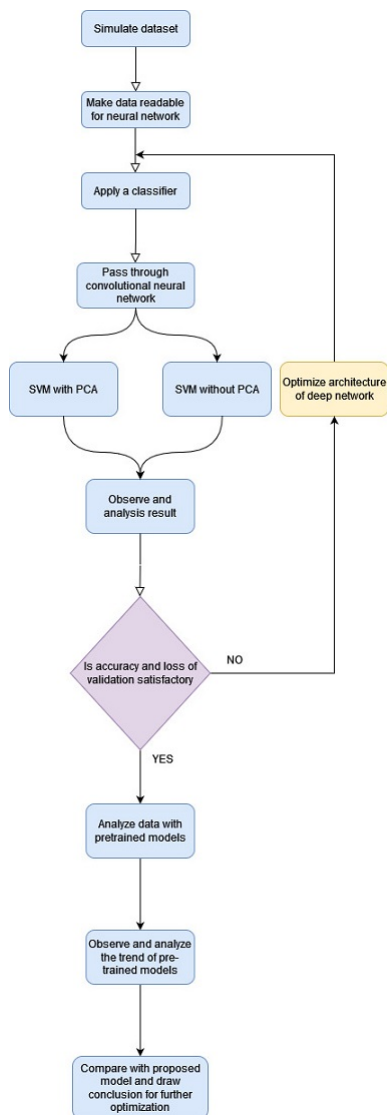 Simulate dataset
Make data readable
for neural network
Apply a classifier
Pass through
convolutional neural
network
SVM with PCA
SVM without PCA
Optimize architecture
of deep network
Observe and
analysis result
Is accuracy and loss of
validation satisfactory
NO
YES
Analyze data with
pretrained models
Observe and analyze
the trend of pre-
trained models
Compare with proposed
model and draw
conclusion for further
optimization